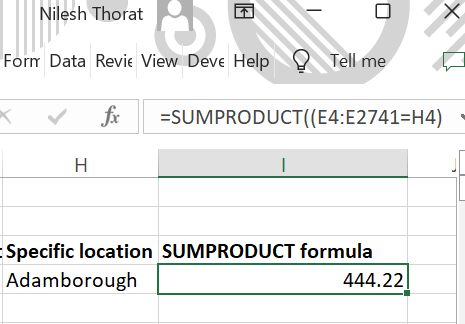 Nilesh Thorat
Form Data Revie View Deve Help Tell me
fx =SUMPRODUCT((E4:E2741=H4)
H I
Specific location SUMPRODUCT formula
Adamborough 444.22